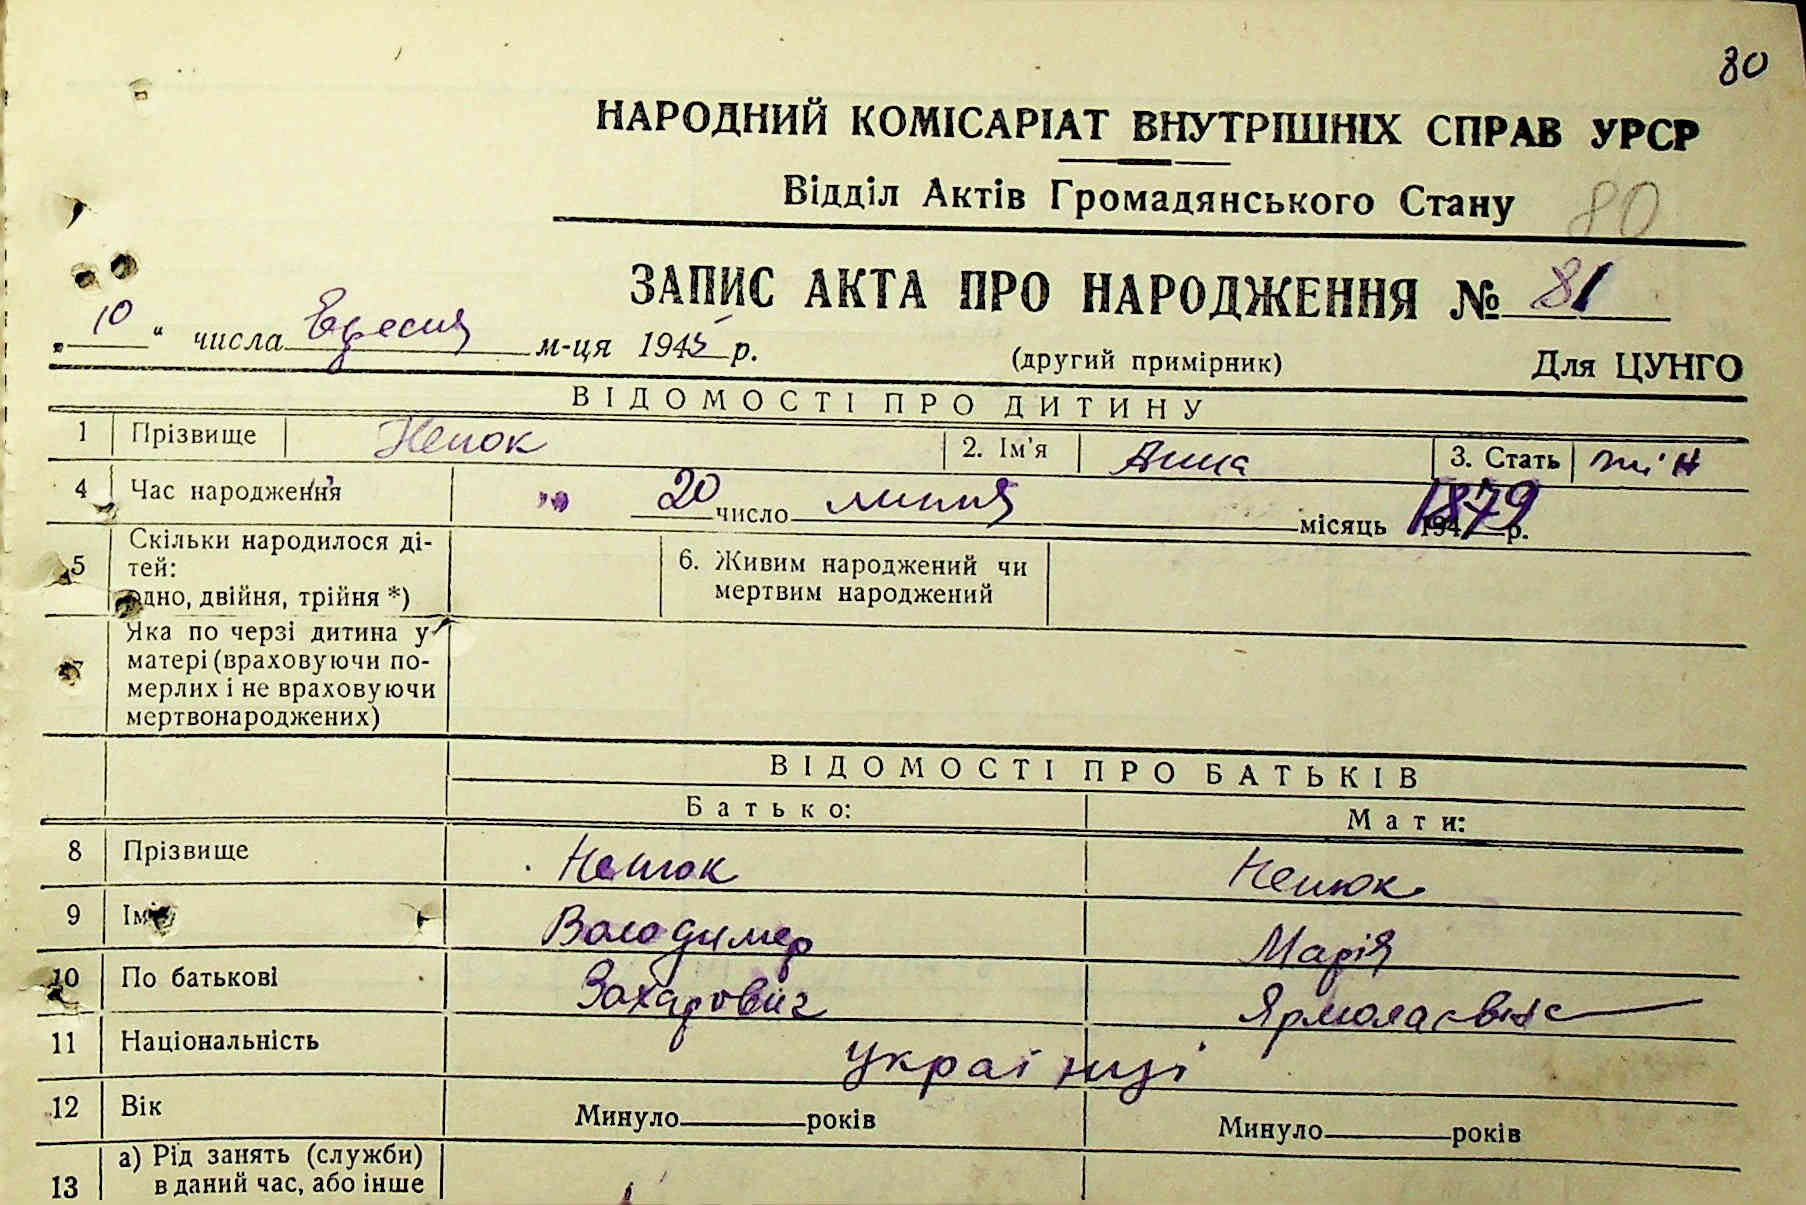 80
НАРОДНИЙ КОМІСАРІАТ ВНУТРІШНІХ СПРАВ УРСР
Відділ Актів Громадянського Стану 80
ЗАПИС АКТА ПРО НАРОДЖЕННЯ № 81
„10" числа Вересня м-ця 1945 р. (другий примірник) Для ЦУНГО
ВІДОМОСТІ ПРО ДИТИНУ
1 Прізвище 2. Ім'я Анна 3. Стать жін
4 Час народження 20 число липня місяць 1879 р.
5 Скільки народилося дітей: одно, двійня, трійня *) 6. Живим народжений чи мертвим народжений
7 Яка по черзі дитина у матері (враховуючи померлих і не враховуючи мертвонароджених)
ВІДОМОСТІ ПРО БАТЬКІВ
Батько: Мати:
8 Прізвище
9 Ім'я Володимер Марія
10 По батькові Захарович
11 Національність українці
12 Вік Минуло років Минуло років
13 а) Рід занять (служби) в даний час, або інше